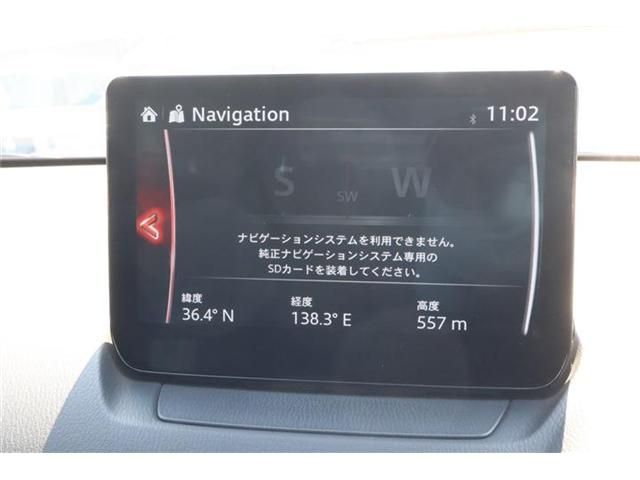 Navigation
11:02
S SW W
ナビゲーションシステムを利用できません。
純正ナビゲーションシステム専用の
SDカードを装着してください。
緯度 経度 高度
36.4° N 138.3° E 557 m